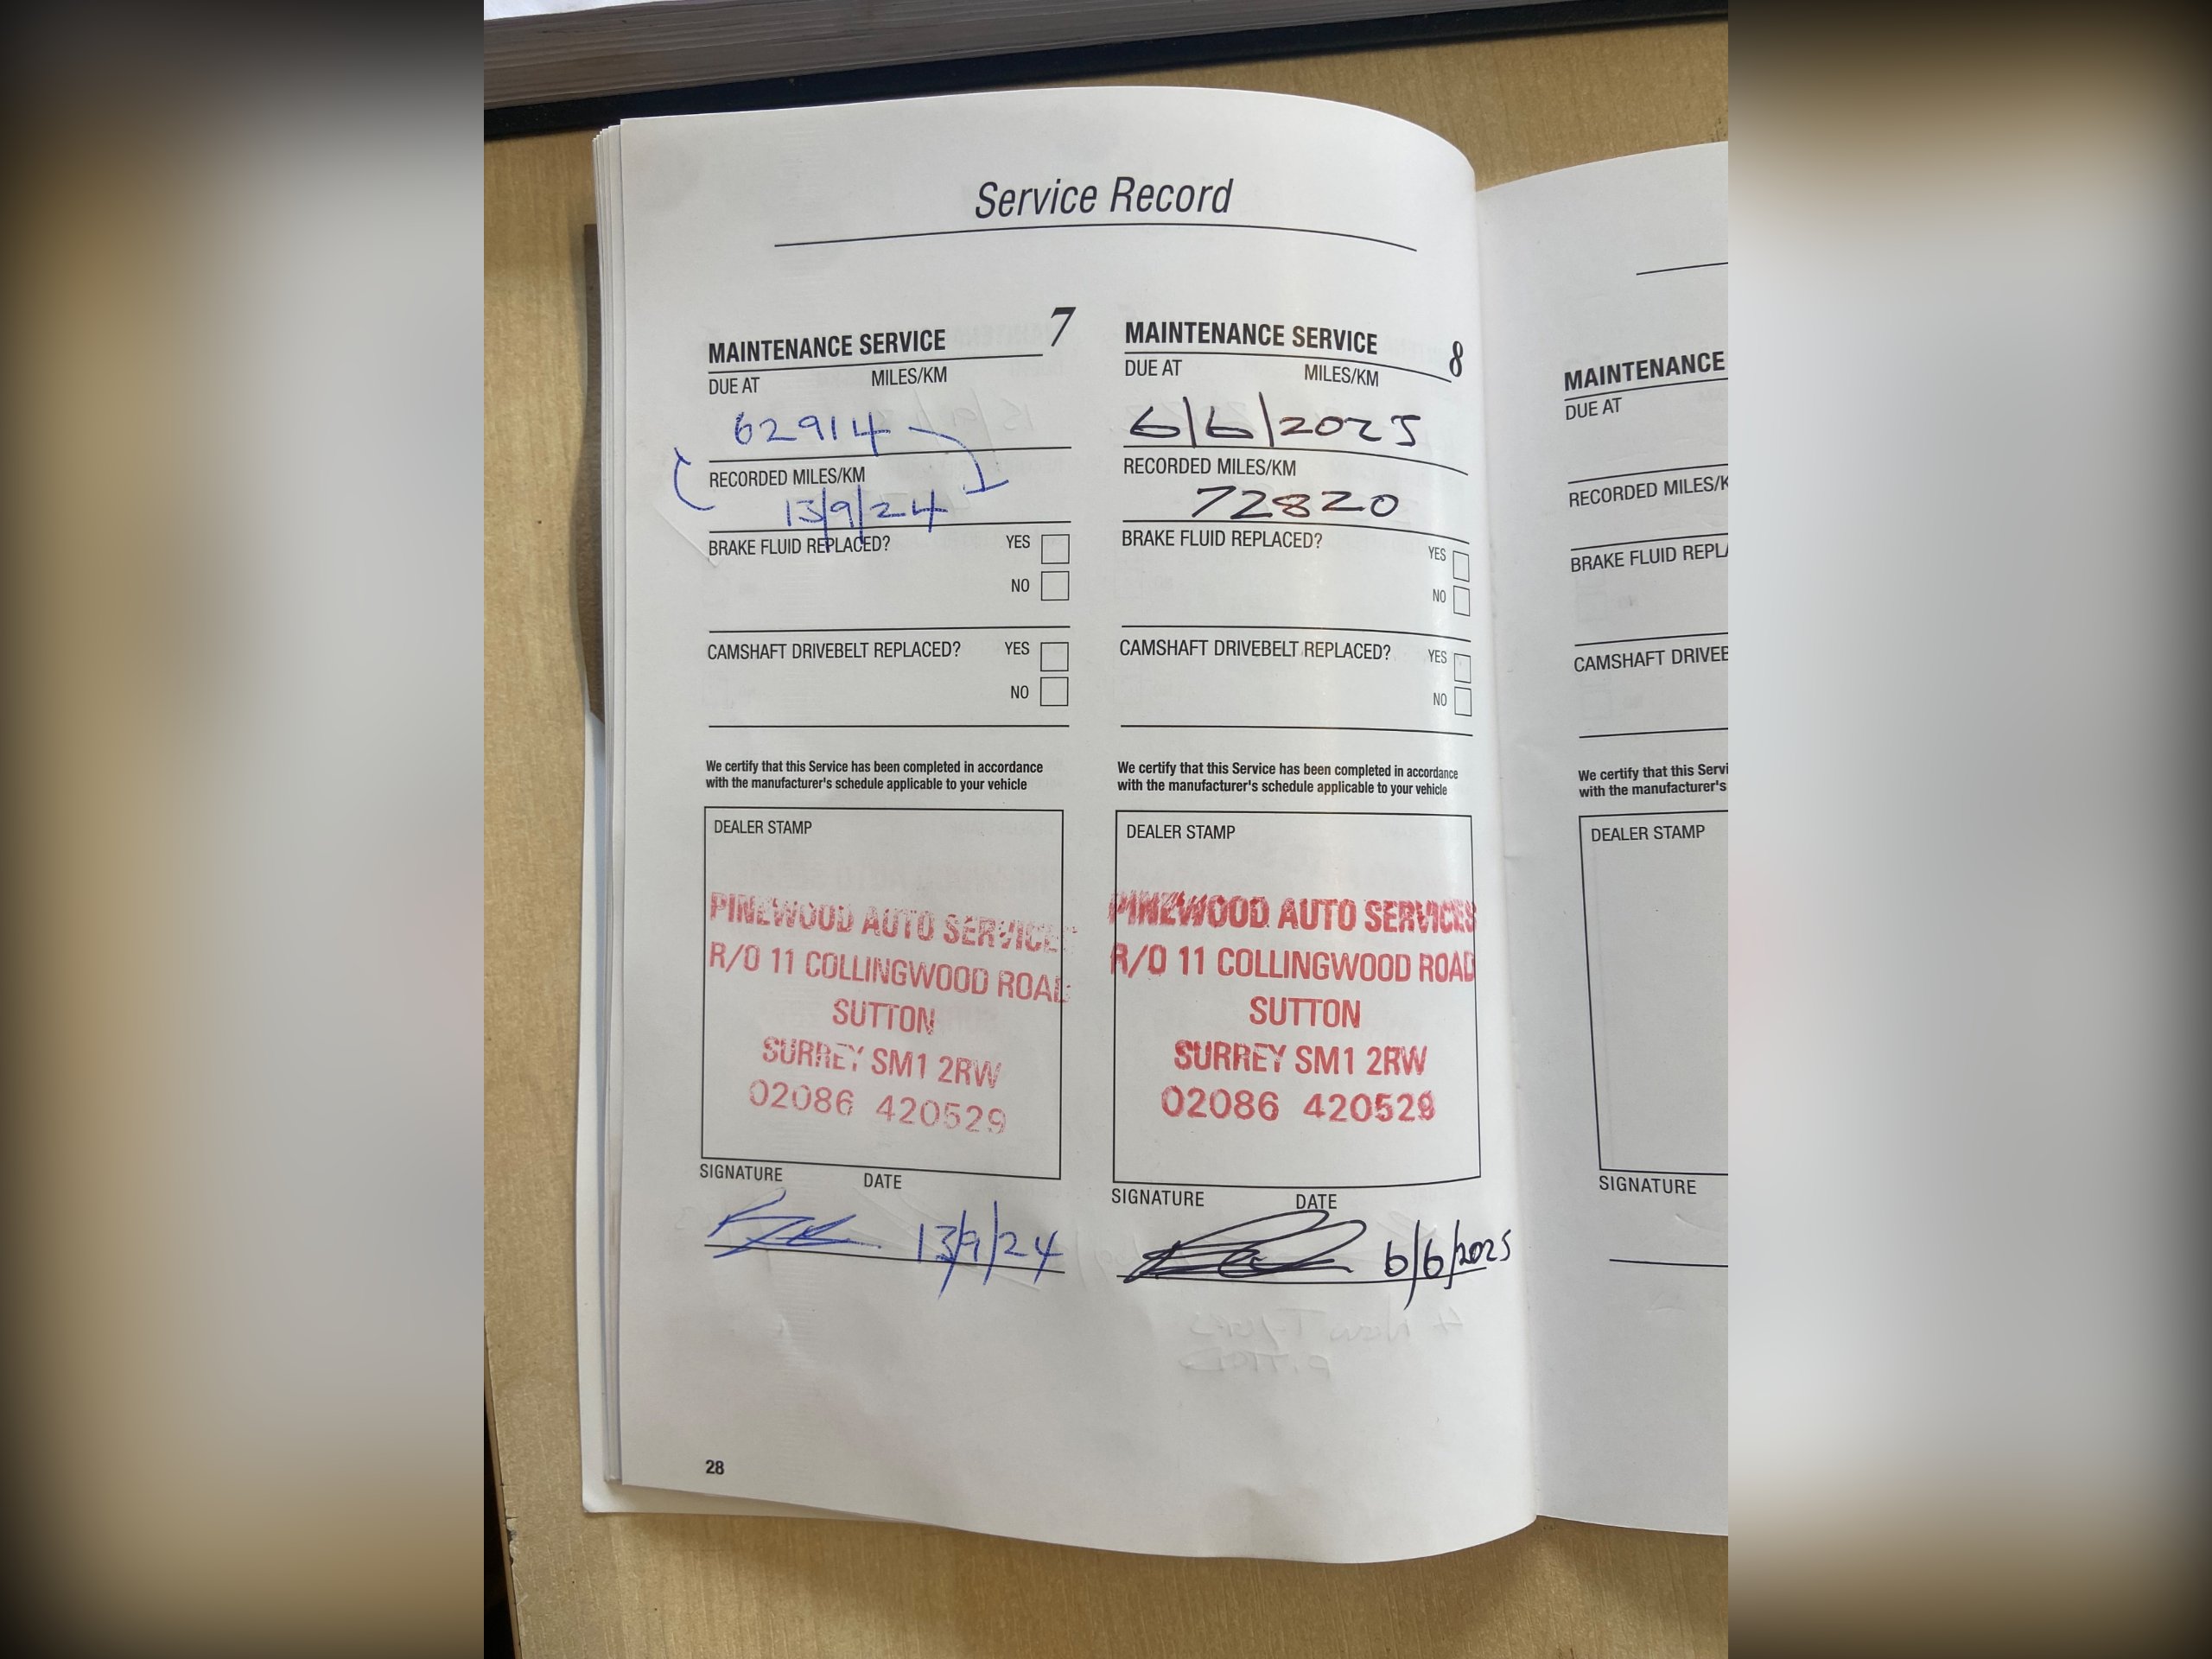 Service Record
MAINTENANCE SERVICE 7
DUE AT MILES/KM
62914
RECORDED MILES/KM
13/9/24
BRAKE FLUID REPLACED? YES
NO
CAMSHAFT DRIVEBELT REPLACED? YES
NO
We certify that this Service has been completed in accordance
with the manufacturer's schedule applicable to your vehicle
DEALER STAMP
PINEWOOD AUTO SERVICES
R/O 11 COLLINGWOOD ROAD
SUTTON
SURREY SM1 2RW
02086 420529
SIGNATURE DATE
13/9/24
28
MAINTENANCE SERVICE 8
DUE AT MILES/KM
6/6/2025
RECORDED MILES/KM
72820
BRAKE FLUID REPLACED? YES
NO
CAMSHAFT DRIVEBELT REPLACED? YES
NO
We certify that this Service has been completed in accordance
with the manufacturer's schedule applicable to your vehicle
DEALER STAMP
PINEWOOD AUTO SERVICES
R/O 11 COLLINGWOOD ROAD
SUTTON
SURREY SM1 2RW
02086 420529
SIGNATURE DATE
6/6/2025
MAINTENANCE
DUE AT
RECORDED MILES/K
BRAKE FLUID REPL
CAMSHAFT DRIVE
We certify that this Servi
with the manufacturer's
DEALER STAMP
SIGNATURE